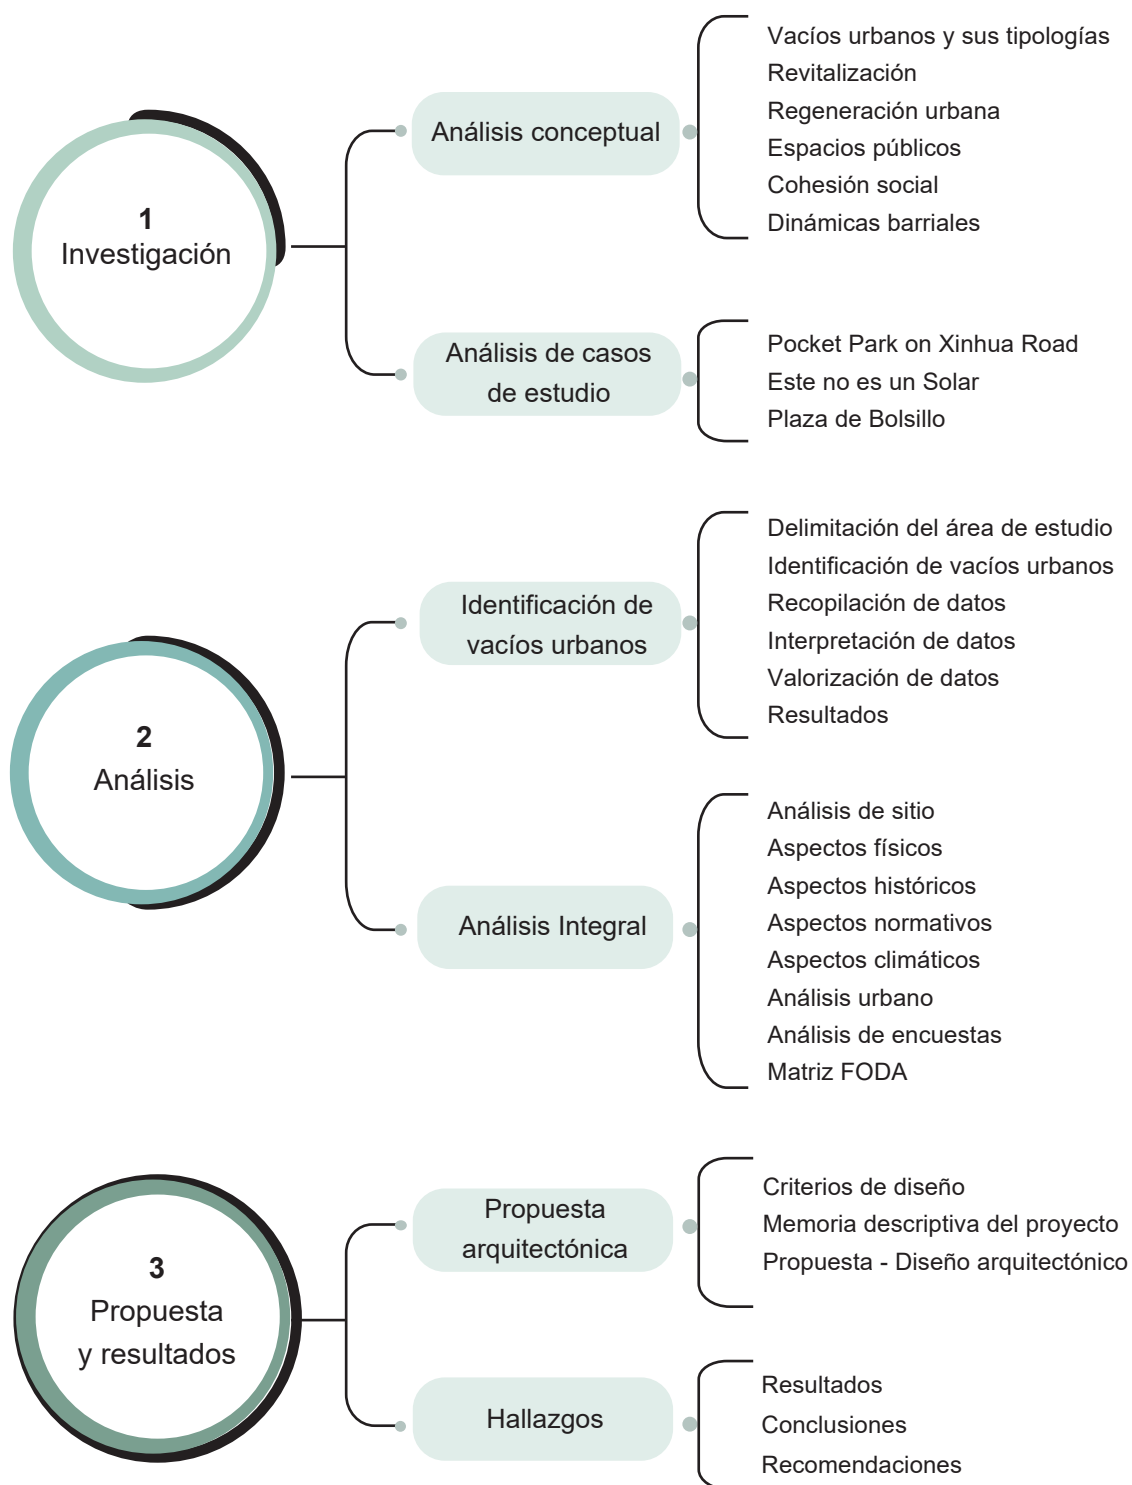 1
Investigación
Análisis conceptual
Vacíos urbanos y sus tipologías
Revitalización
Regeneración urbana
Espacios públicos
Cohesión social
Dinámicas barriales
Análisis de casos
de estudio
Pocket Park on Xinhua Road
Este no es un Solar
Plaza de Bolsillo
2
Análisis
Identificación de
vacíos urbanos
Delimitación del área de estudio
Identificación de vacíos urbanos
Recopilación de datos
Interpretación de datos
Valorización de datos
Resultados
Análisis Integral
Análisis de sitio
Aspectos físicos
Aspectos históricos
Aspectos normativos
Aspectos climáticos
Análisis urbano
Análisis de encuestas
Matriz FODA
3
Propuesta
y resultados
Propuesta
arquitectónica
Criterios de diseño
Memoria descriptiva del proyecto
Propuesta - Diseño arquitectónico
Hallazgos
Resultados
Conclusiones
Recomendaciones